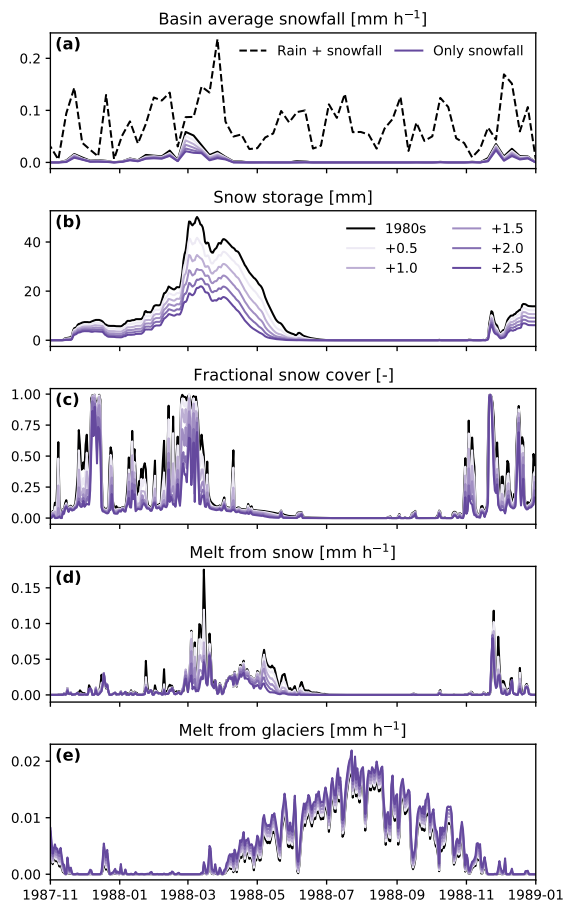 Basin average snowfall [mm h⁻¹]
(a)
Rain + snowfall
Only snowfall
0.2
0.1
0.0
Snow storage [mm]
(b)
1980s
+1.5
+0.5
+2.0
+1.0
+2.5
40
20
0
Fractional snow cover [-]
(c)
1.00
0.75
0.50
0.25
0.00
Melt from snow [mm h⁻¹]
(d)
0.15
0.10
0.05
0.00
Melt from glaciers [mm h⁻¹]
(e)
0.02
0.01
0.00
1987-11 1988-01 1988-03 1988-05 1988-07 1988-09 1988-11 1989-01